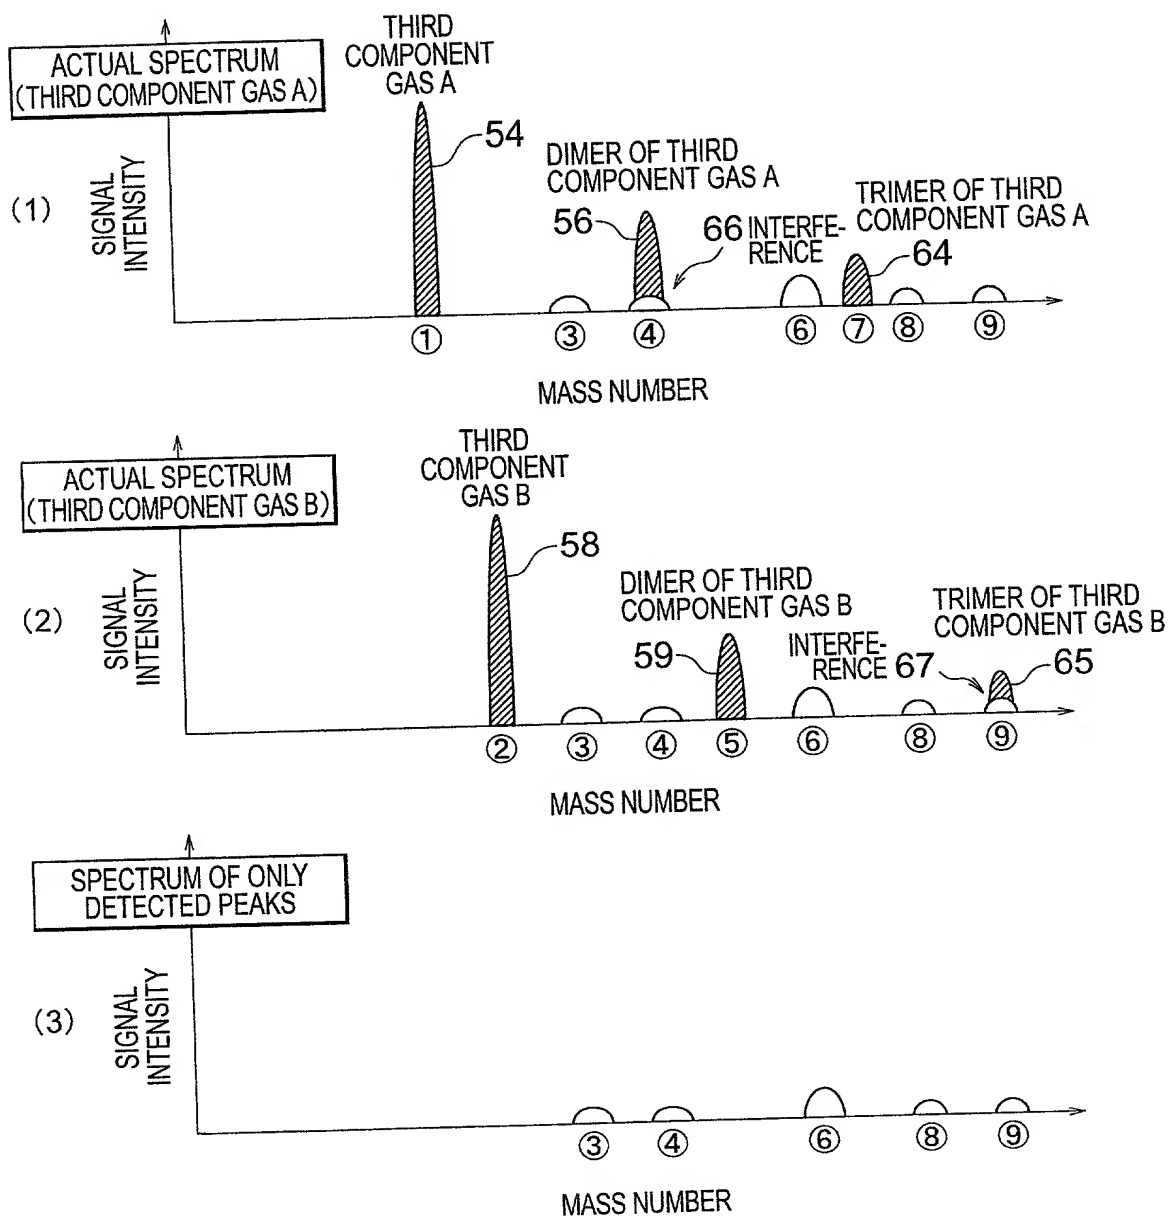 ACTUAL SPECTRUM
(THIRD COMPONENT GAS A)
THIRD
COMPONENT
GAS A
54
DIMER OF THIRD
COMPONENT GAS A
56
66 INTERFE-
RENCE
TRIMER OF THIRD
COMPONENT GAS A
64
(1)
SIGNAL
INTENSITY
① ③ ④ ⑥ ⑦ ⑧ ⑨
MASS NUMBER
ACTUAL SPECTRUM
(THIRD COMPONENT GAS B)
THIRD
COMPONENT
GAS B
58
DIMER OF THIRD
COMPONENT GAS B
59
INTERFE-
RENCE 67
TRIMER OF THIRD
COMPONENT GAS B
65
(2)
SIGNAL
INTENSITY
② ③ ④ ⑤ ⑥ ⑧ ⑨
MASS NUMBER
SPECTRUM OF ONLY
DETECTED PEAKS
(3)
SIGNAL
INTENSITY
③ ④ ⑥ ⑧ ⑨
MASS NUMBER